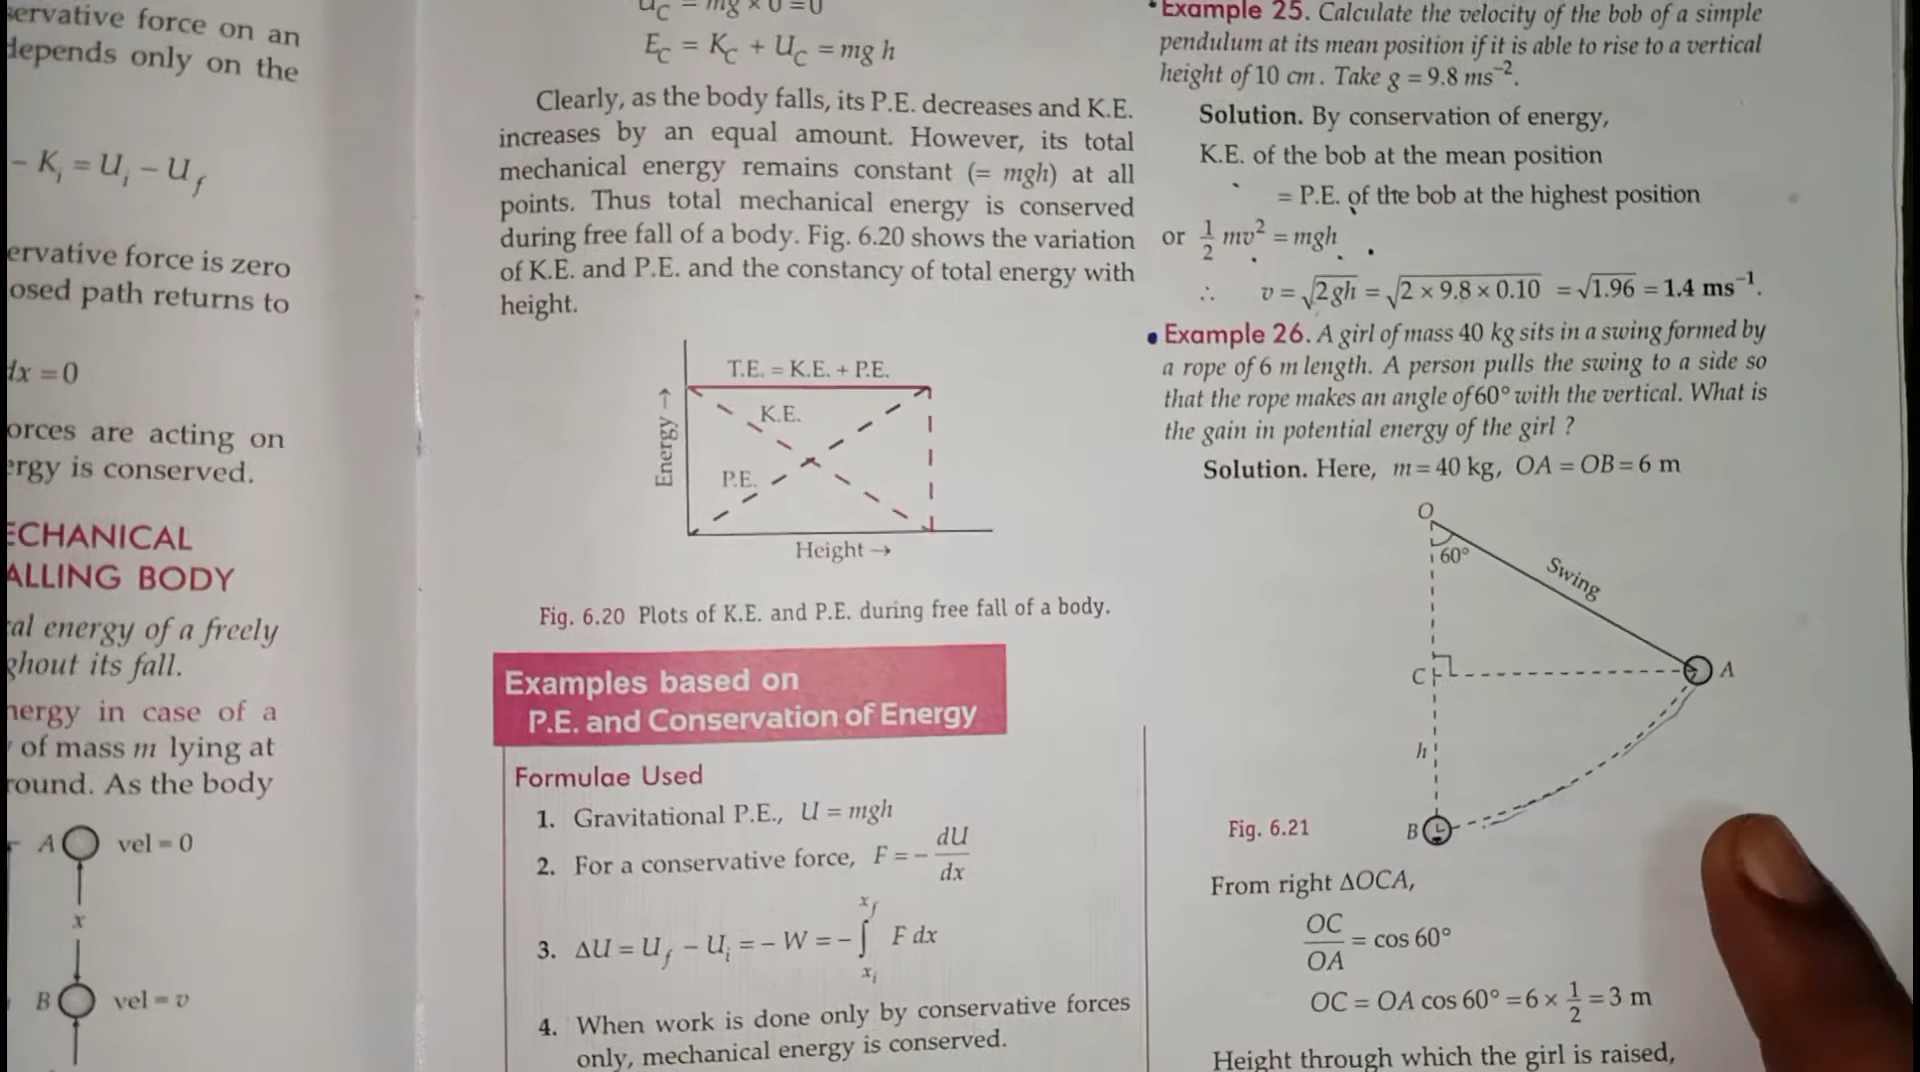 servative force on an
depends only on the
– K_i = U_i – U_f
ervative force is zero
osed path returns to
dx = 0
orces are acting on
ergy is conserved.
ECHANICAL
ALLING BODY
al energy of a freely
ghout its fall.
nergy in case of a
of mass m lying at
round. As the body
A vel = 0
x
B vel = v
U_C = mg × 0 = 0
E_C = K_C + U_C = mg h
Clearly, as the body falls, its P.E. decreases and K.E.
increases by an equal amount. However, its total
mechanical energy remains constant (= mgh) at all
points. Thus total mechanical energy is conserved
during free fall of a body. Fig. 6.20 shows the variation
of K.E. and P.E. and the constancy of total energy with
height.
T.E. = K.E. + P.E.
K.E.
P.E.
Energy →
Height →
Fig. 6.20 Plots of K.E. and P.E. during free fall of a body.
Examples based on
P.E. and Conservation of Energy
Formulae Used
1. Gravitational P.E., U = mgh
2. For a conservative force, F = – dU/dx
3. ΔU = U_f – U_i = – W = – ∫_{x_i}^{x_f} F dx
4. When work is done only by conservative forces
only, mechanical energy is conserved.
Example 25. Calculate the velocity of the bob of a simple
pendulum at its mean position if it is able to rise to a vertical
height of 10 cm. Take g = 9.8 ms⁻².
Solution. By conservation of energy,
K.E. of the bob at the mean position
= P.E. of the bob at the highest position
or 1/2 mv² = mgh
∴ v = √2gh = √2 × 9.8 × 0.10 = √1.96 = 1.4 ms⁻¹.
• Example 26. A girl of mass 40 kg sits in a swing formed by
a rope of 6 m length. A person pulls the swing to a side so
that the rope makes an angle of 60° with the vertical. What is
the gain in potential energy of the girl ?
Solution. Here, m = 40 kg, OA = OB = 6 m
O
60°
Swing
C
A
h
B
Fig. 6.21
From right ΔOCA,
OC/OA = cos 60°
OC = OA cos 60° = 6 × 1/2 = 3 m
Height through which the girl is raised,